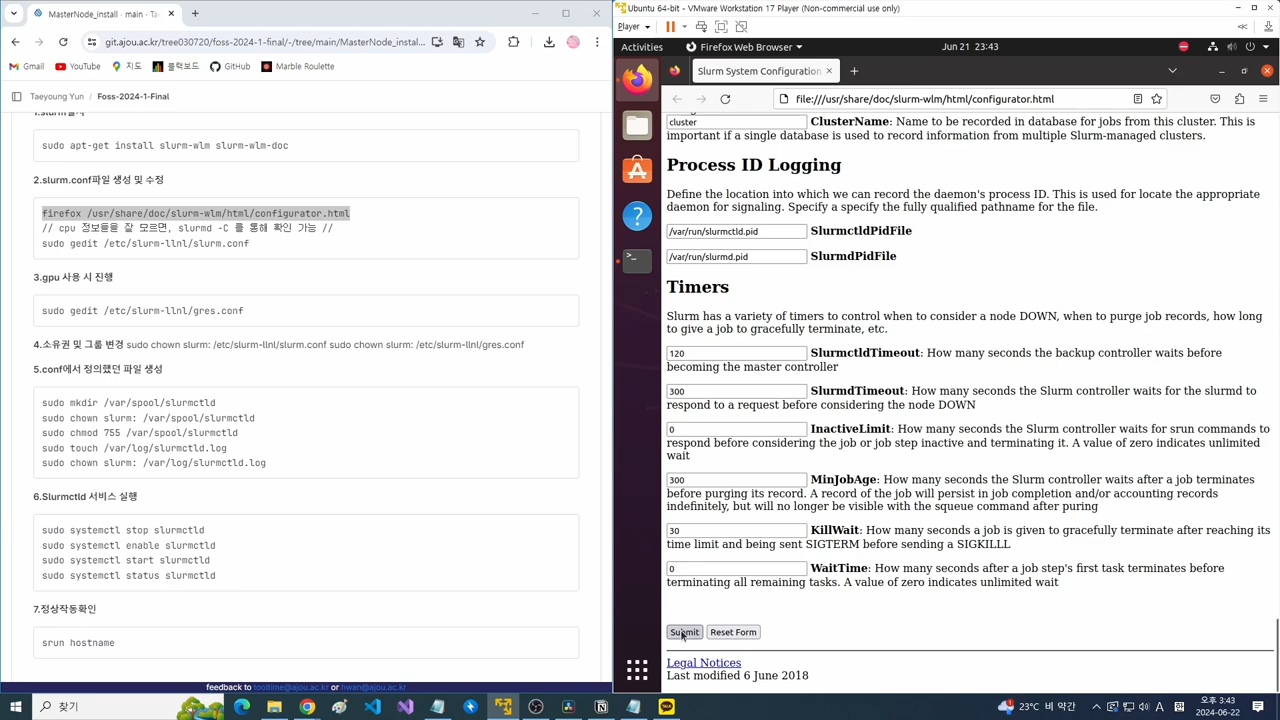 MasterNode_install · main · Tae
git.ajou.ac.kr/tree030720/foss-2024-1-final/-/tree/main/MasterNode_instal...
Gmail
YouTube
지도
블랙보드
GitHub
Marble Roulette
Taeyoung Yun / Foss-2024-1-Final
sudo apt-get install slurm-wlm slurm-wlm-doc
2.slurm.conf파일 생성 및 수정
firefox /usr/share/doc/slurm-wlm/html/configurator.html
// cpu 정보들을 잘 모르면, slurmd -C 를 통해 확인 가능 //
sudo gedit /etc/slurm-llnl/slurm.conf
3.gpu 사용 시 진행
sudo gedit /etc/slurm-llnl/gres.conf
4.소유권 및 그룹 변경 sudo chown slurm: /etc/slurm-llnl/slurm.conf sudo chown slurm: /etc/slurm-llnl/gres.conf
5.conf에서 정의했던 파일 생성
sudo mkdir /var/spool/slurmctld
sudo chown slurm: /var/spool/slurmctld
sudo chmod 755 /var/spool/slurmctld
sudo touch /var/log/slurmctld.log
sudo chown slurm: /var/log/slurmctld.log
6.Slurmctld 서비스 실행
sudo systemctl stop slurmctld
sudo systemctl enable slurmctld
sudo systemctl start slurmctld
sudo systemctl status slurmctld
7.정상작동확인
srun hostname
feedback to tooltime@ajou.ac.kr or hwan@ajou.ac.kr
Ubuntu 64-bit - VMware Workstation 17 Player (Non-commercial use only)
Player
Activities
Firefox Web Browser
Jun 21 23:43
Slurm System Configuration
file:///usr/share/doc/slurm-wlm/html/configurator.html
cluster ClusterName: Name to be recorded in database for jobs from this cluster. This is
important if a single database is used to record information from multiple Slurm-managed clusters.
Process ID Logging
Define the location into which we can record the daemon's process ID. This is used for locate the appropriate
daemon for signaling. Specify a specify the fully qualified pathname for the file.
/var/run/slurmctld.pid SlurmctldPidFile
/var/run/slurmd.pid SlurmdPidFile
Timers
Slurm has a variety of timers to control when to consider a node DOWN, when to purge job records, how long
to give a job to gracefully terminate, etc.
120 SlurmctldTimeout: How many seconds the backup controller waits before
becoming the master controller
300 SlurmdTimeout: How many seconds the Slurm controller waits for the slurmd to
respond to a request before considering the node DOWN
0 InactiveLimit: How many seconds the Slurm controller waits for srun commands to
respond before considering the job or job step inactive and terminating it. A value of zero indicates unlimited
wait
300 MinJobAge: How many seconds the Slurm controller waits after a job terminates
before purging its record. A record of the job will persist in job completion and/or accounting records
indefinitely, but will no longer be visible with the squeue command after puring
30 KillWait: How many seconds a job is given to gracefully terminate after reaching its
time limit and being sent SIGTERM before sending a SIGKILLL
0 WaitTime: How many seconds after a job step's first task terminates before
terminating all remaining tasks. A value of zero indicates unlimited wait
Submit
Reset Form
Legal Notices
Last modified 6 June 2018
찾기
23°C 비 약간
A
한
오후 3:43
2024-06-22